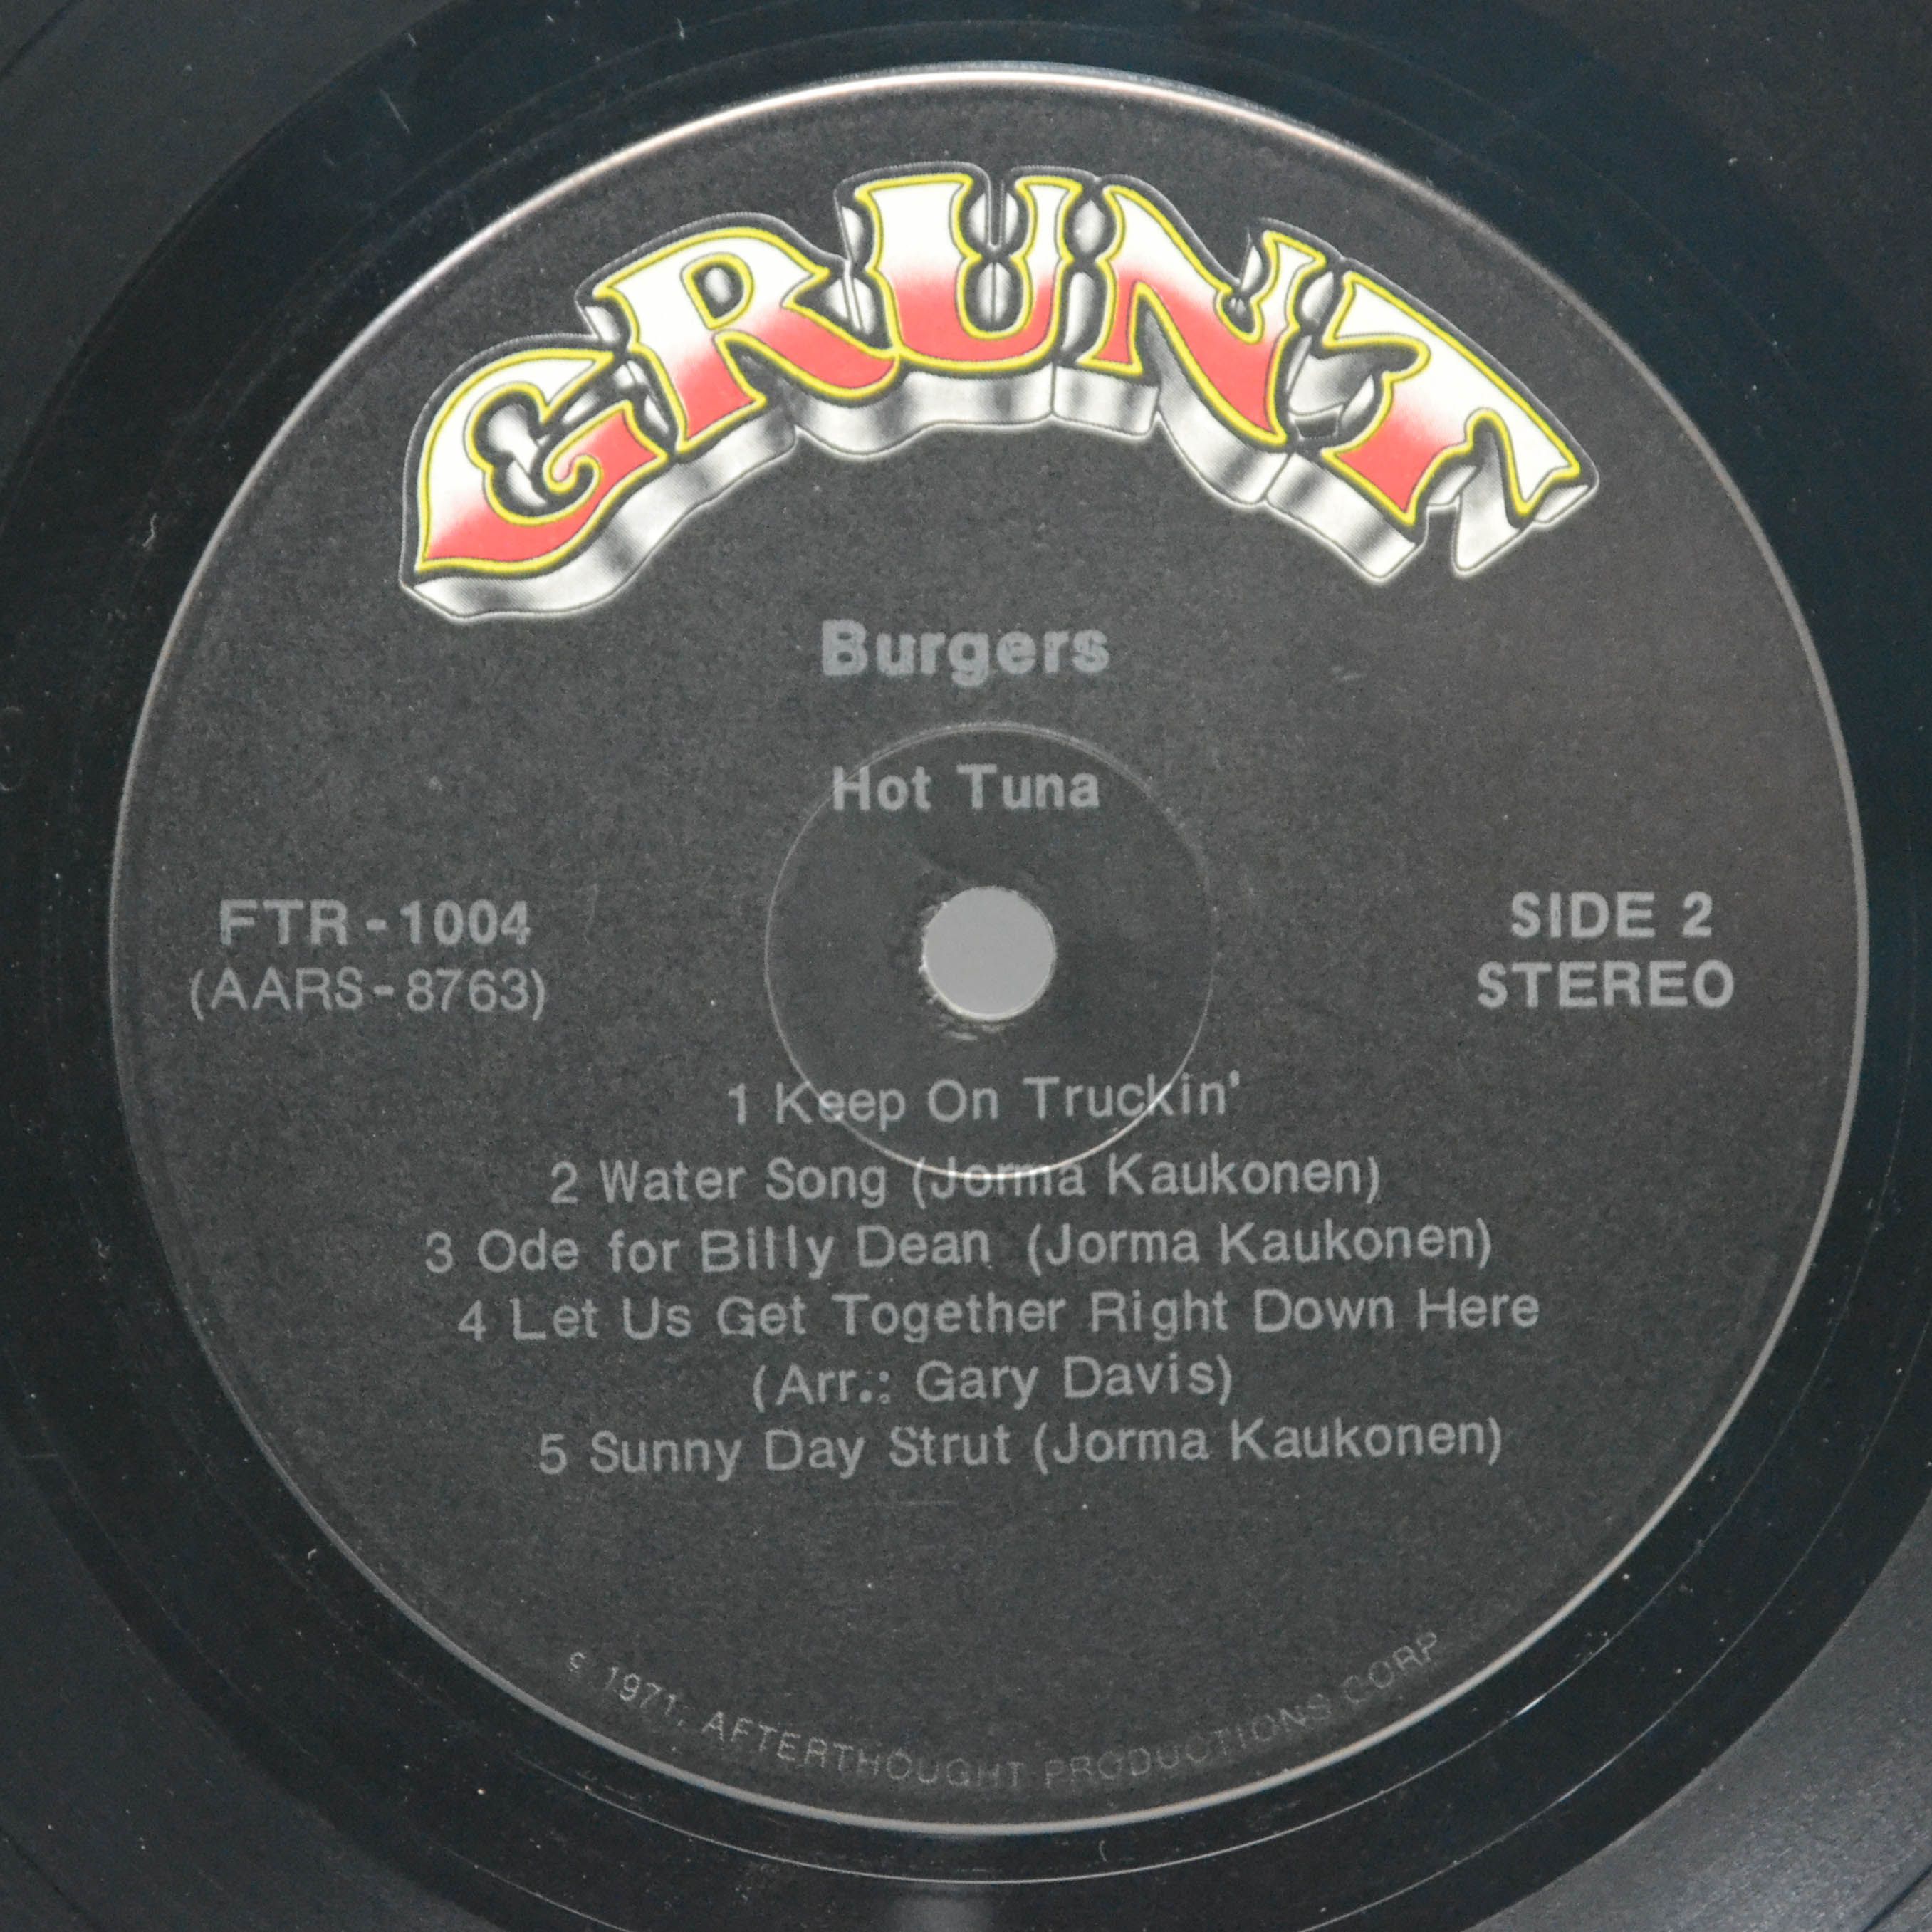 GRUNT
Burgers
Hot Tuna
FTR-1004
(AARS-8763)
SIDE 2
STEREO
1 Keep On Truckin'
2 Water Song (Jorma Kaukonen)
3 Ode for Billy Dean (Jorma Kaukonen)
4 Let Us Get Together Right Down Here
(Arr.: Gary Davis)
5 Sunny Day Strut (Jorma Kaukonen)
© 1971, AFTERTHOUGHT PRODUCTIONS CORP